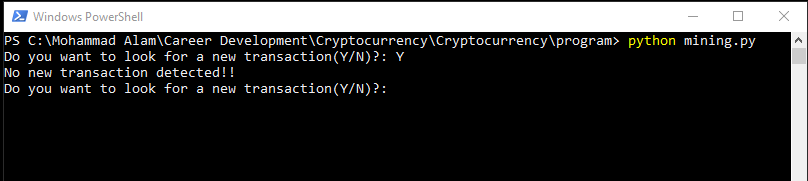 Windows PowerShell
PS C:\Mohammad Alam\Career Development\Cryptocurrency\Cryptocurrency\program> python mining.py
Do you want to look for a new transaction(Y/N)?: Y
No new transaction detected!!
Do you want to look for a new transaction(Y/N)?: